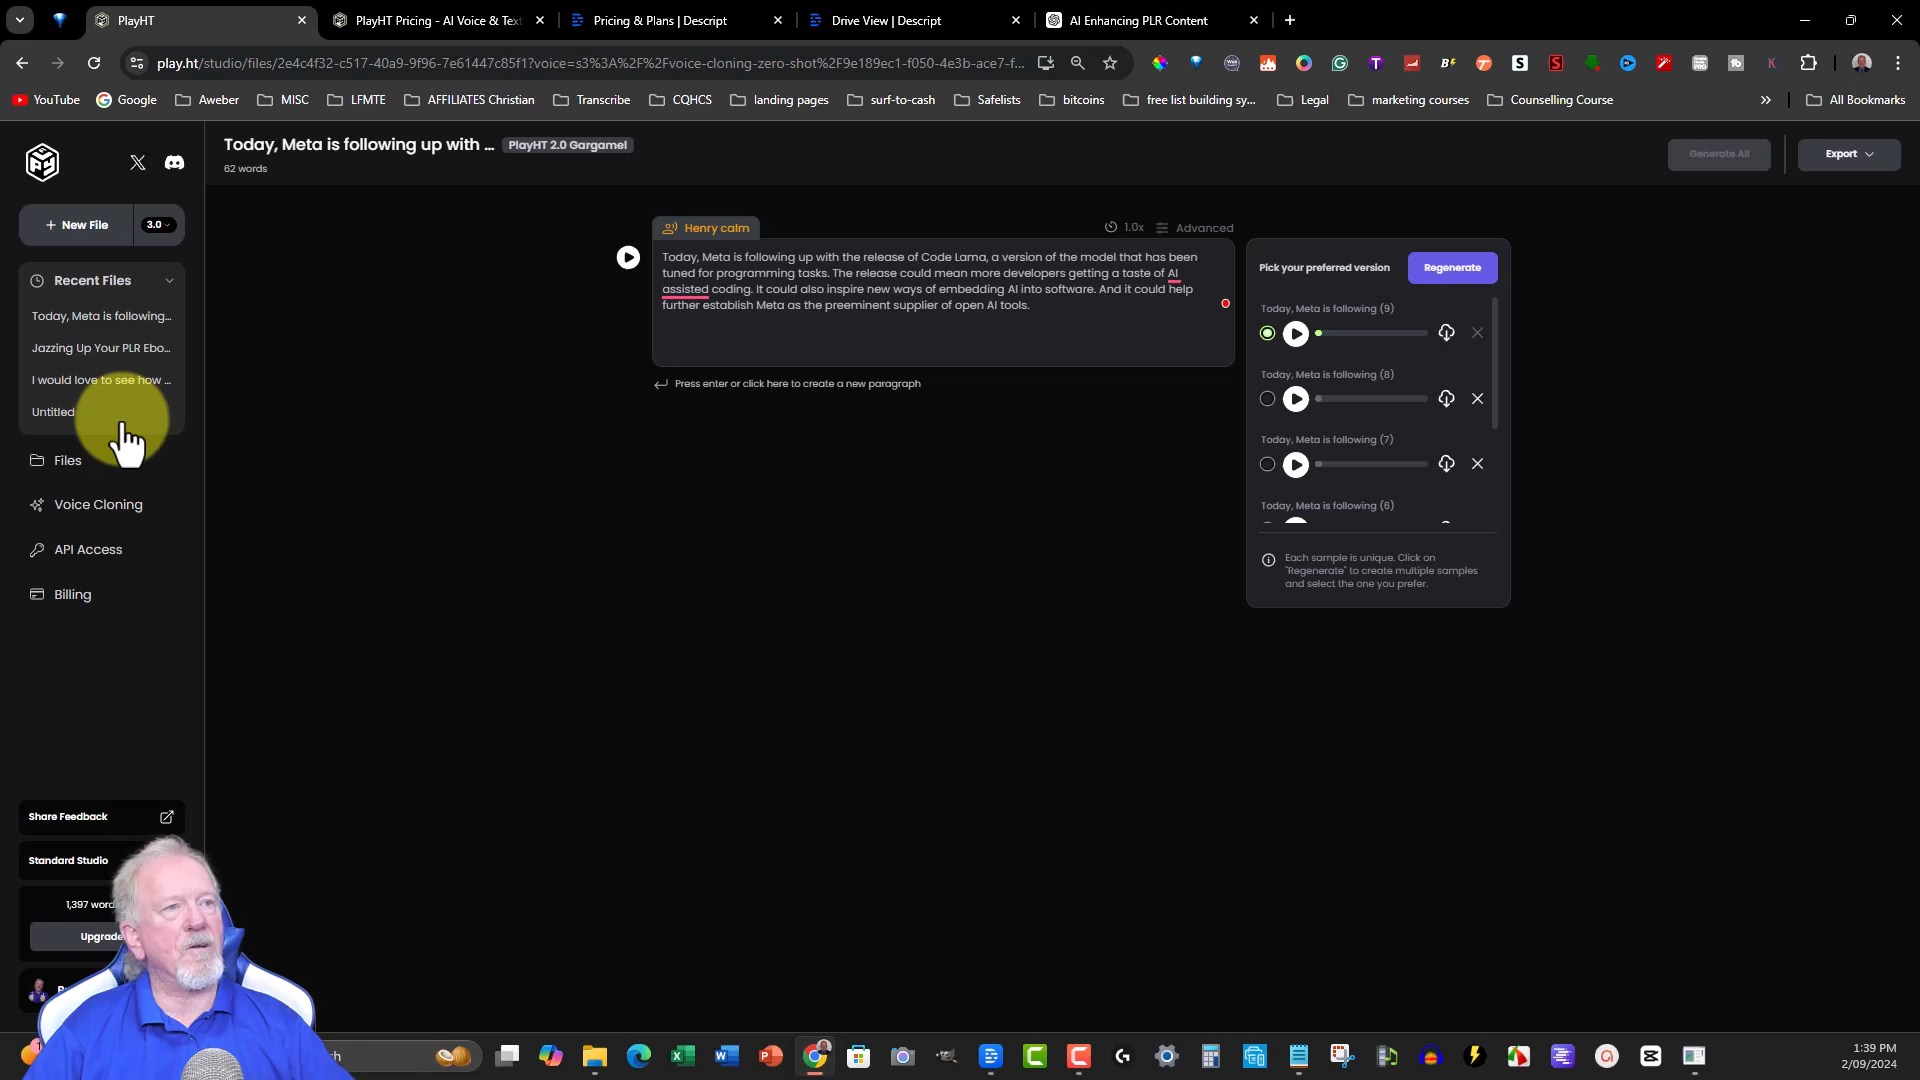 PlayHT
PlayHT Pricing - AI Voice & Text
Pricing & Plans | Descript
Drive View | Descript
AI Enhancing PLR Content
play.ht/studio/files/2e4c4f32-c517-40a9-9f96-7e61447c85f1?voice=s3%3A%2F%2Fvoice-cloning-zero-shot%2F9e189ec1-f050-4e3b-ace7-f...
YouTube
Google
Aweber
MISC
LFMTE
AFFILIATES Christian
Transcribe
CQHCS
landing pages
surf-to-cash
Safelists
bitcoins
free list building sy...
Legal
marketing courses
Counselling Course
All Bookmarks
Today, Meta is following up with ...
PlayHT 2.0 Gargamel
62 words
Generate All
Export
New File
3.0
Recent Files
Today, Meta is following...
Jazzing Up Your PLR Ebo...
I would love to see how ...
Untitled
Files
Voice Cloning
API Access
Billing
Henry calm
1.0x
Advanced
Today, Meta is following up with the release of Code Lama, a version of the model that has been
tuned for programming tasks. The release could mean more developers getting a taste of AI
assisted coding. It could also inspire new ways of embedding AI into software. And it could help
further establish Meta as the preeminent supplier of open AI tools.
Press enter or click here to create a new paragraph
Pick your preferred version
Regenerate
Today, Meta is following (9)
Today, Meta is following (8)
Today, Meta is following (7)
Today, Meta is following (6)
Each sample is unique. Click on
"Regenerate" to create multiple samples
and select the one you prefer.
Share Feedback
Standard Studio
1,397 word
Upgrade
1:39 PM
2/09/2024